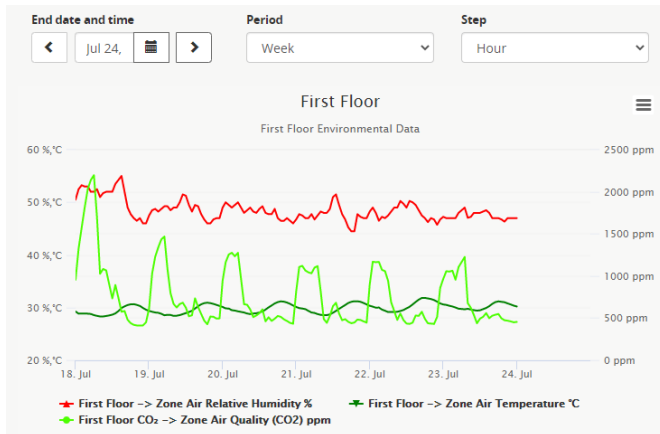 End date and time Period Step
Jul 24, Week Hour
First Floor
First Floor Environmental Data
60 %,℃ 2500 ppm
50 %,℃ 2000 ppm
1500 ppm
40 %,℃ 1000 ppm
30 %,℃ 500 ppm
20 %,℃ 0 ppm
18. Jul 19. Jul 20. Jul 21. Jul 22. Jul 23. Jul 24. Jul
First Floor -> Zone Air Relative Humidity % First Floor -> Zone Air Temperature ℃
First Floor CO₂ -> Zone Air Quality (CO2) ppm